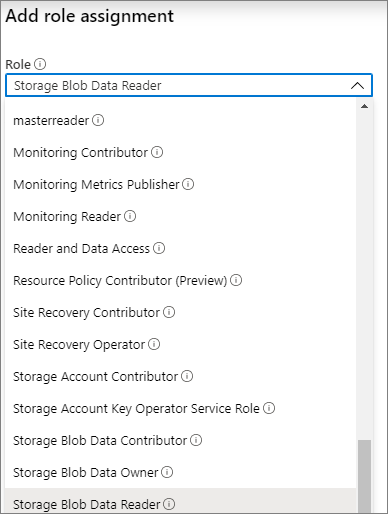 Add role assignment
Role
Storage Blob Data Reader
masterreader
Monitoring Contributor
Monitoring Metrics Publisher
Monitoring Reader
Reader and Data Access
Resource Policy Contributor (Preview)
Site Recovery Contributor
Site Recovery Operator
Storage Account Contributor
Storage Account Key Operator Service Role
Storage Blob Data Contributor
Storage Blob Data Owner
Storage Blob Data Reader